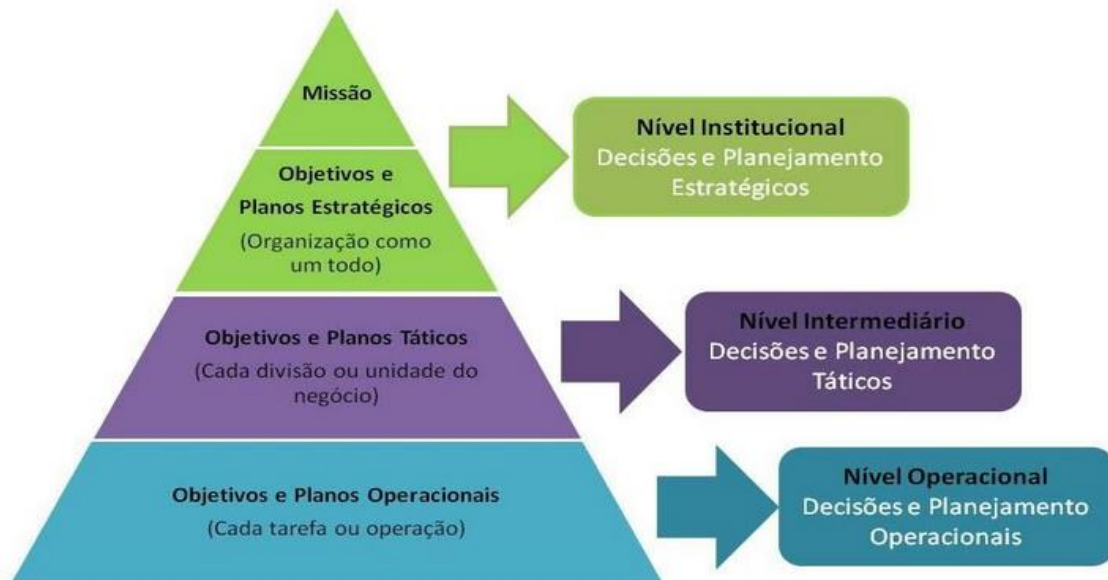 Missão
Objetivos e
Planos Estratégicos
(Organização como
um todo)
Nível Institucional
Decisões e Planejamento
Estratégicos
Objetivos e Planos Táticos
(Cada divisão ou unidade do
negócio)
Nível Intermediário
Decisões e Planejamento
Táticos
Objetivos e Planos Operacionais
(Cada tarefa ou operação)
Nível Operacional
Decisões e Planejamento
Operacionais